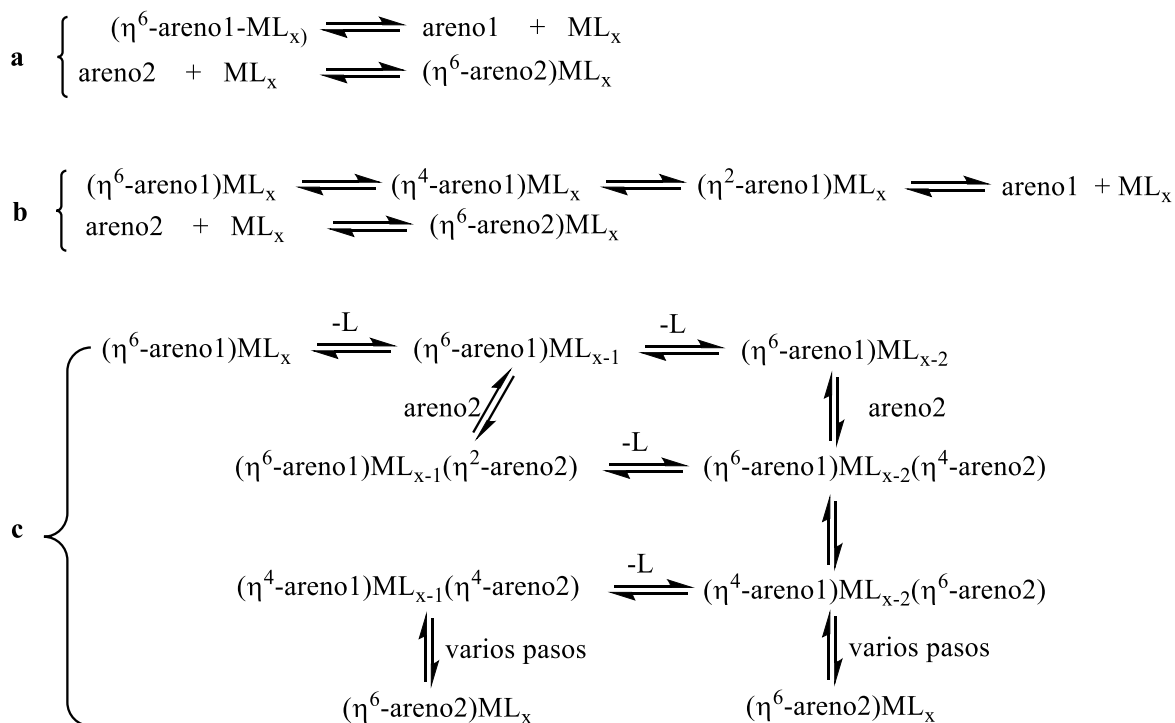 a
(η⁶-areno1-MLₓ) ⇌ areno1 + MLₓ
areno2 + MLₓ ⇌ (η⁶-areno2)MLₓ
b
(η⁶-areno1)MLₓ ⇌ (η⁴-areno1)MLₓ ⇌ (η²-areno1)MLₓ ⇌ areno1 + MLₓ
areno2 + MLₓ ⇌ (η⁶-areno2)MLₓ
c
-L -L
(η⁶-areno1)MLₓ ⇌ (η⁶-areno1)MLₓ₋₁ ⇌ (η⁶-areno1)MLₓ₋₂
areno2 areno2
-L
(η⁶-areno1)MLₓ₋₁(η²-areno2) ⇌ (η⁶-areno1)MLₓ₋₂(η⁴-areno2)
-L
(η⁴-areno1)MLₓ₋₁(η⁴-areno2) ⇌ (η⁴-areno1)MLₓ₋₂(η⁶-areno2)
varios pasos varios pasos
(η⁶-areno2)MLₓ (η⁶-areno2)MLₓ